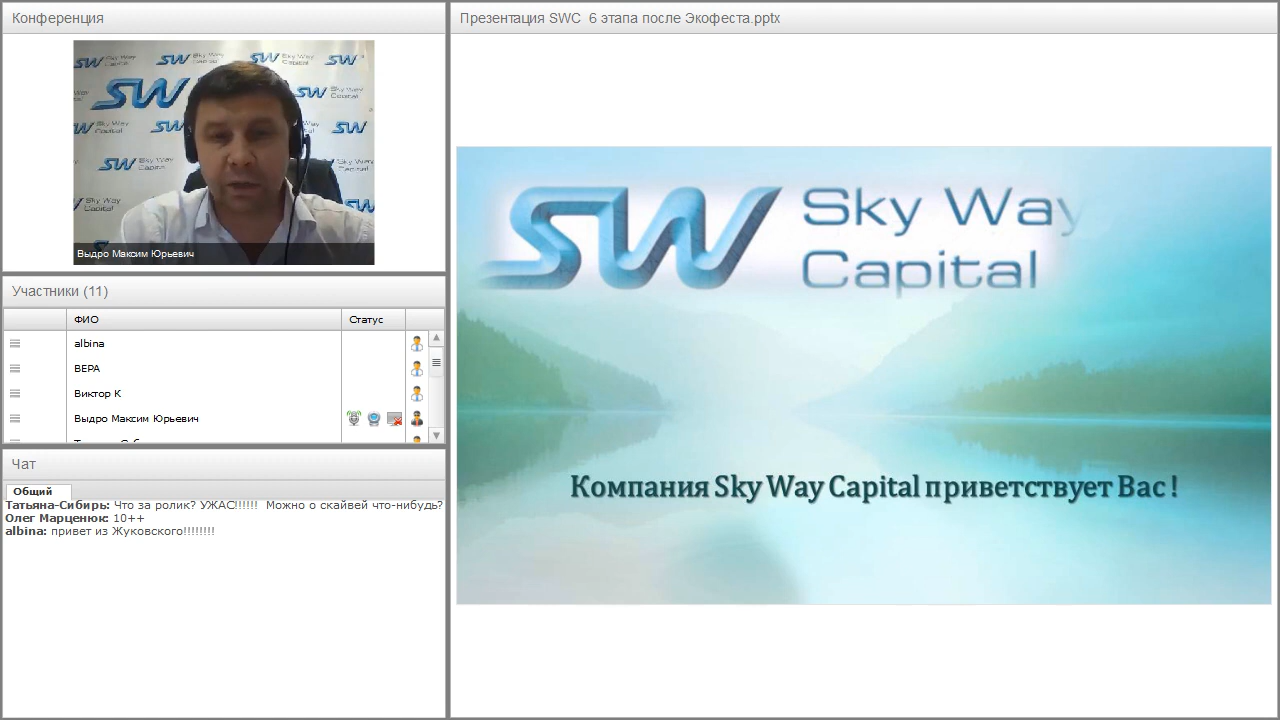 Конференция
SW Sky Way Capital
Выдро Максим Юрьевич
Участники (11)
ФИО Статус
albina
ВЕРА
Виктор К
Выдро Максим Юрьевич
Чат
Общий
Татьяна-Сибирь: Что за ролик? УЖАС!!!!!! Можно о скайвей что-нибудь?
Олег Марценюк: 10++
albina: привет из Жуковского!!!!!!!!
Презентация SWC 6 этапа после Экофеста.pptx
SW Sky Way
Capital
Компания Sky Way Capital приветствует Вас !